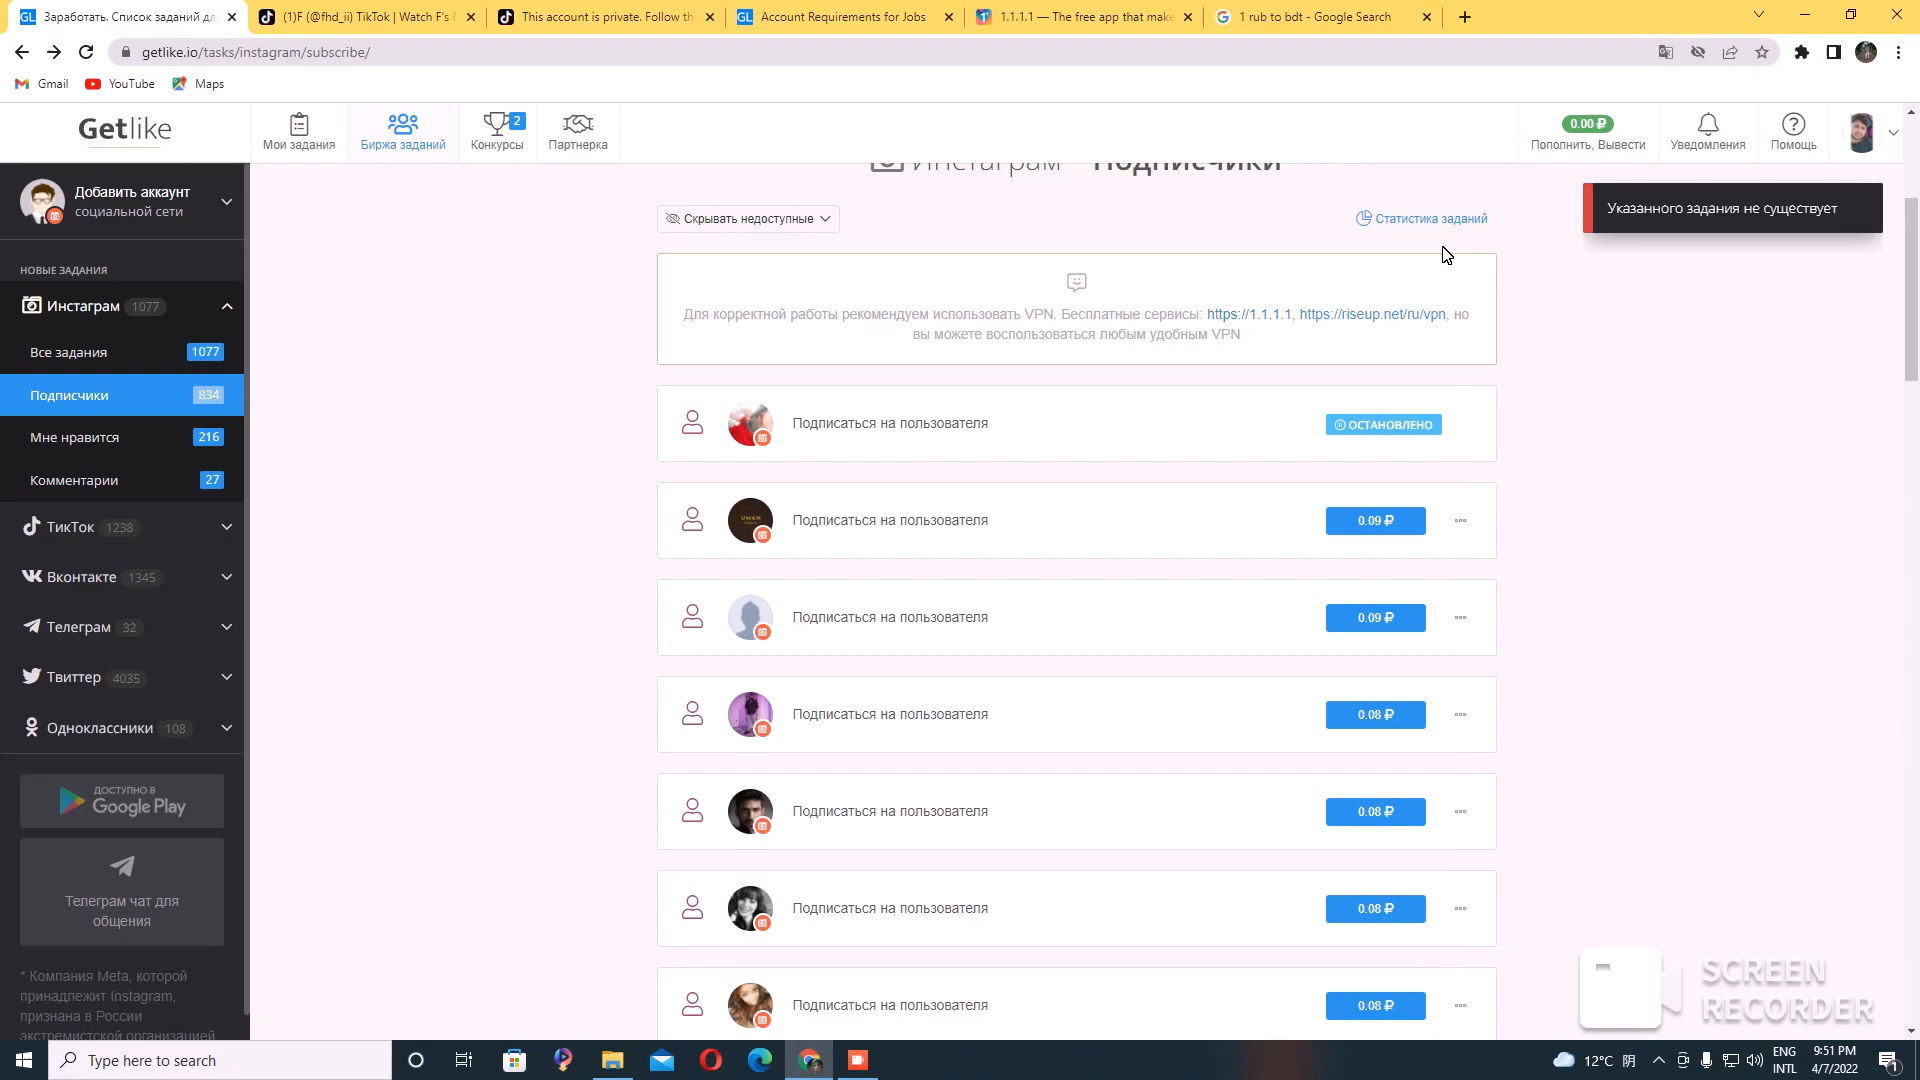 Заработать. Список заданий дл
(1)F (@fhd_ii) TikTok | Watch F's
This account is private. Follow th
Account Requirements for Jobs
1.1.1.1 — The free app that make
1 rub to bdt - Google Search
getlike.io/tasks/instagram/subscribe/
Gmail
YouTube
Maps
Getlike
Мои задания
Биржа заданий
2
Конкурсы
Партнерка
0.00 ₽
Пополнить, Вывести
Уведомления
Помощь
Добавить аккаунт
социальной сети
НОВЫЕ ЗАДАНИЯ
Инстаграм 1077
Все задания 1077
Подписчики 834
Мне нравится 216
Комментарии 27
ТикТок 1238
Вконтакте 1345
Телеграм 32
Твиттер 4035
Одноклассники 108
ДОСТУПНО В
Google Play
Телеграм чат для
общения
* Компания Meta, которой
принадлежит Instagram,
признана в России
экстремистской организацией
Инстаграм Подписчики
Скрывать недоступные
Статистика заданий
Указанного задания не существует
Для корректной работы рекомендуем использовать VPN. Бесплатные сервисы: https://1.1.1.1, https://riseup.net/ru/vpn, но
вы можете воспользоваться любым удобным VPN
Подписаться на пользователя ОСТАНОВЛЕНО
Подписаться на пользователя 0.09 ₽
Подписаться на пользователя 0.09 ₽
Подписаться на пользователя 0.08 ₽
Подписаться на пользователя 0.08 ₽
Подписаться на пользователя 0.08 ₽
Подписаться на пользователя 0.08 ₽
SCREEN
RECORDER
Type here to search
12°C 阴
ENG
INTL
9:51 PM
4/7/2022
1